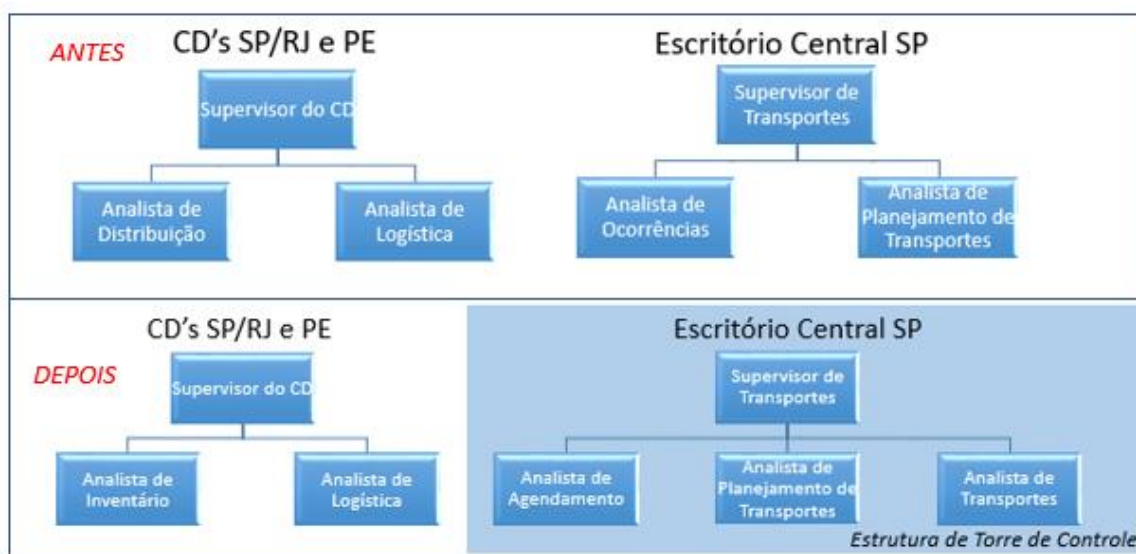 ANTES
CD's SP/RJ e PE
Escritório Central SP
Supervisor do CD
Supervisor de
Transportes
Analista de
Distribuição
Analista de
Logística
Analista de
Ocorrências
Analista de
Planejamento de
Transportes
DEPOIS
CD's SP/RJ e PE
Escritório Central SP
Supervisor do CD
Supervisor de
Transportes
Analista de
Inventário
Analista de
Logística
Analista de
Agendamento
Analista de
Planejamento de
Transportes
Analista de
Transportes
Estrutura de Torre de Controle